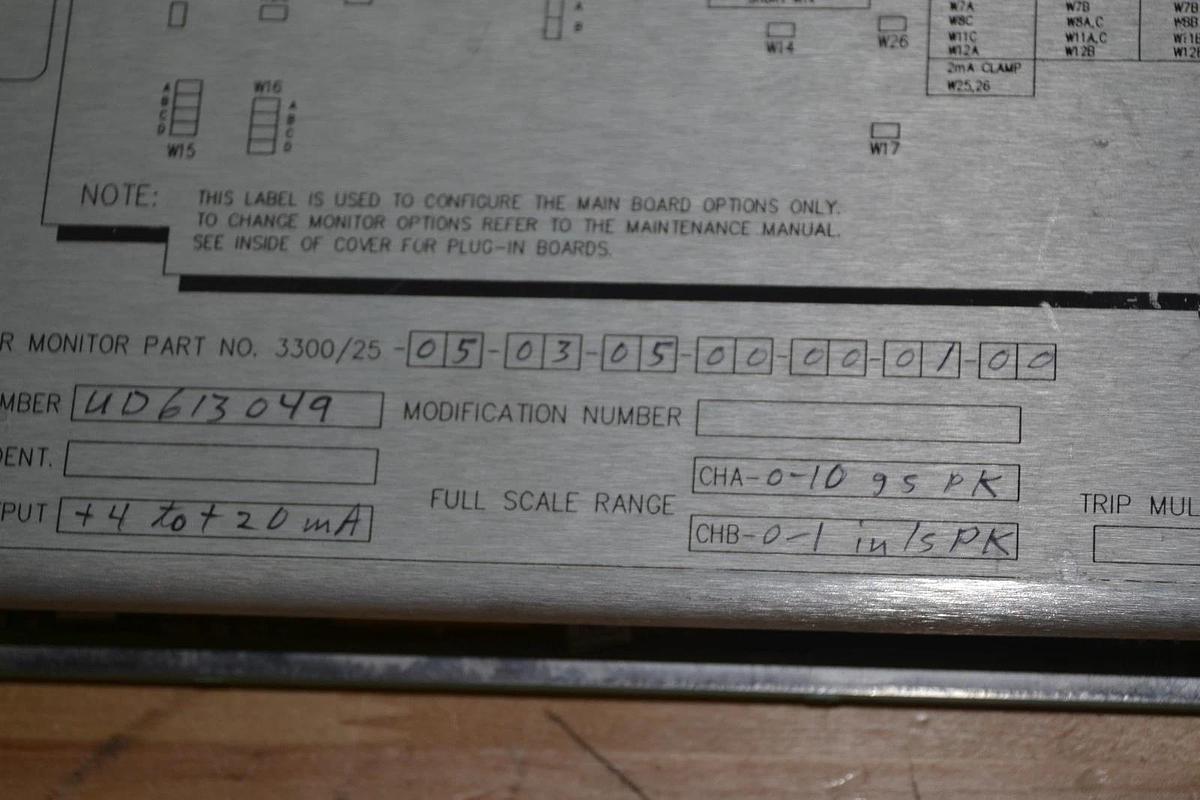 A
B
W14
W26
W7A W7B W7B
W8C W8A,C W8B
W11C W11A,C
W12A W12B
2mA CLAMP
W25,26
A
B
C
D
W15
W16
A
B
C
D
W17
NOTE: THIS LABEL IS USED TO CONFIGURE THE MAIN BOARD OPTIONS ONLY.
TO CHANGE MONITOR OPTIONS REFER TO THE MAINTENANCE MANUAL.
SEE INSIDE OF COVER FOR PLUG-IN BOARDS.
R MONITOR PART NO. 3300/25 -05-03-05-00-00-01-00
MBER UD613049 MODIFICATION NUMBER
DENT.
FULL SCALE RANGE CHA-0-10 gs PK
PUT +4 to +20 mA CHB-0-1 in/s PK
TRIP MUL